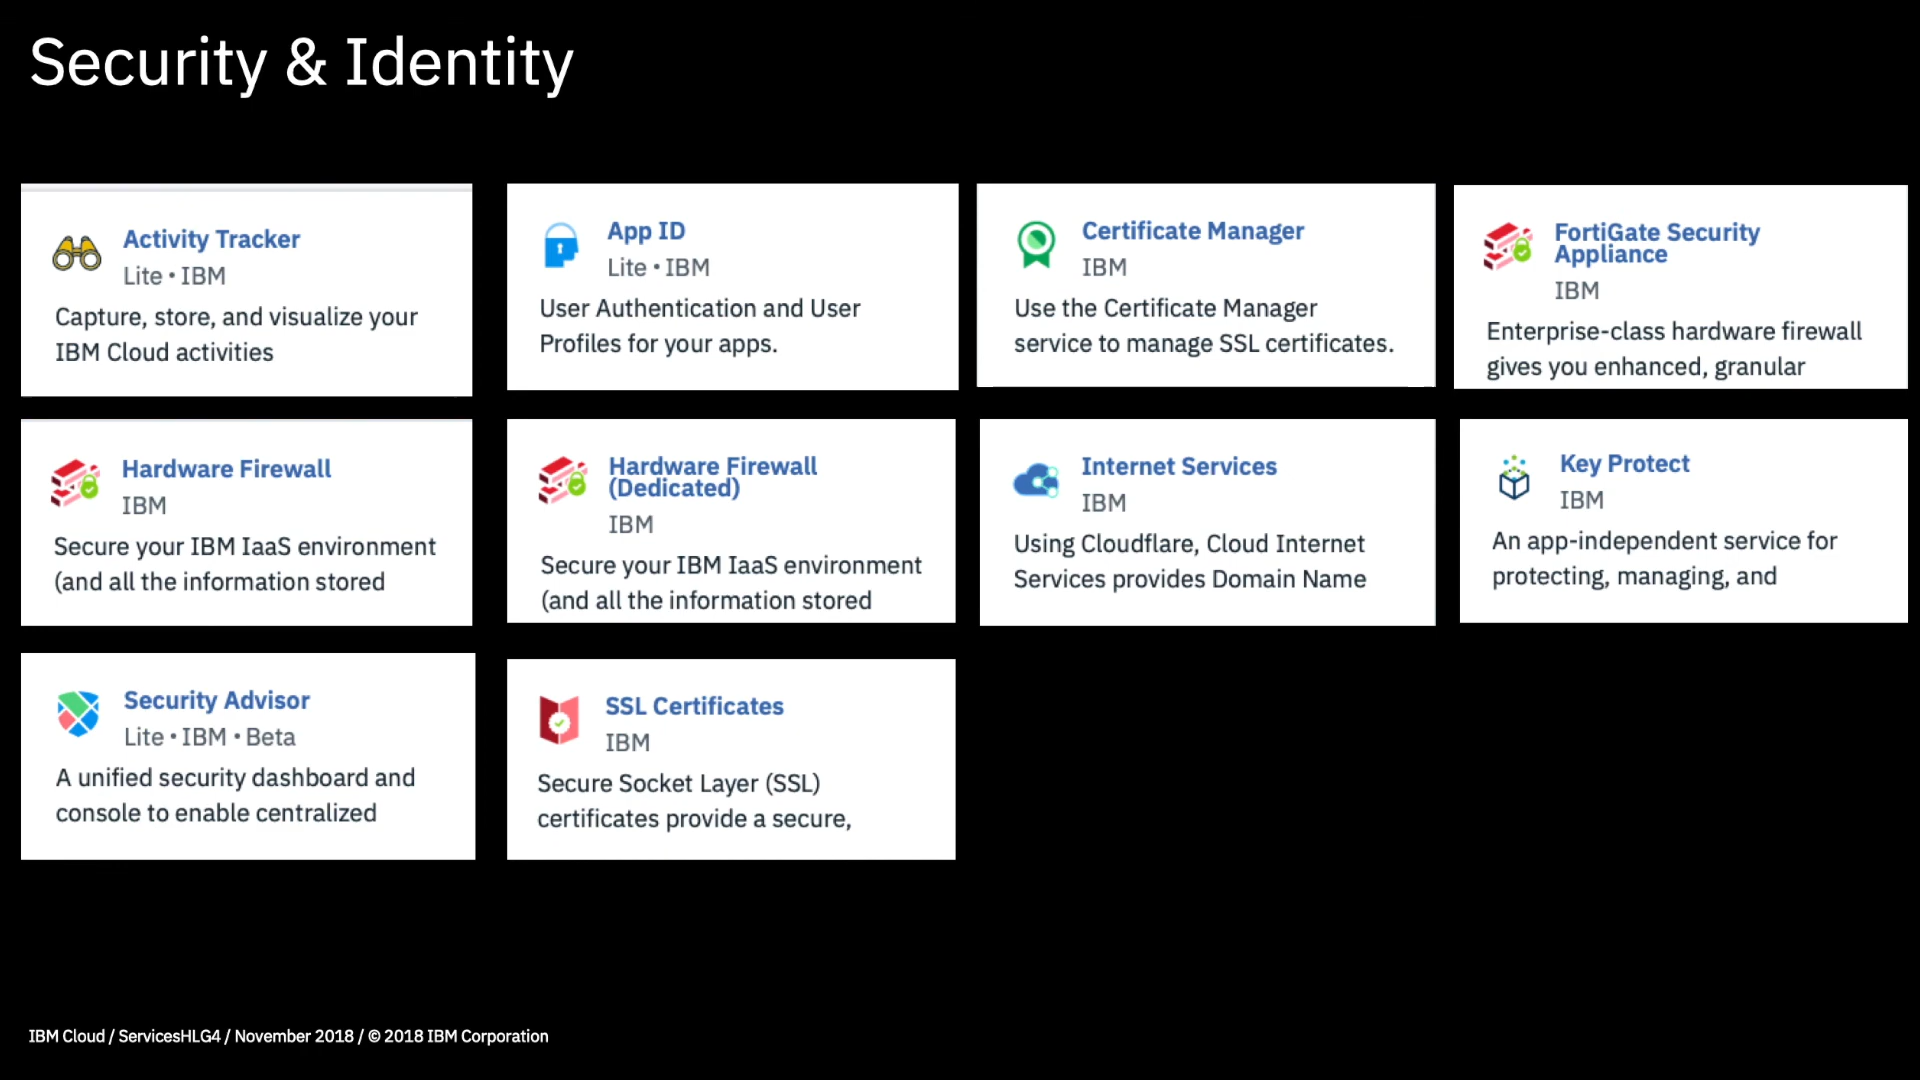 Security & Identity
Activity Tracker
Lite • IBM
Capture, store, and visualize your
IBM Cloud activities
App ID
Lite • IBM
User Authentication and User
Profiles for your apps.
Certificate Manager
IBM
Use the Certificate Manager
service to manage SSL certificates.
FortiGate Security
Appliance
IBM
Enterprise-class hardware firewall
gives you enhanced, granular
Hardware Firewall
IBM
Secure your IBM IaaS environment
(and all the information stored
Hardware Firewall
(Dedicated)
IBM
Secure your IBM IaaS environment
(and all the information stored
Internet Services
IBM
Using Cloudflare, Cloud Internet
Services provides Domain Name
Key Protect
IBM
An app-independent service for
protecting, managing, and
Security Advisor
Lite • IBM • Beta
A unified security dashboard and
console to enable centralized
SSL Certificates
IBM
Secure Socket Layer (SSL)
certificates provide a secure,
IBM Cloud / ServicesHLG4 / November 2018 / © 2018 IBM Corporation